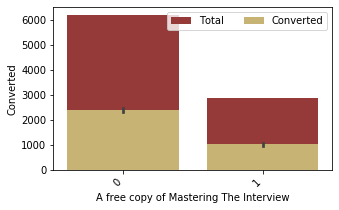 6000
5000
4000
3000
2000
1000
0
Converted
Total
Converted
0
1
A free copy of Mastering The Interview